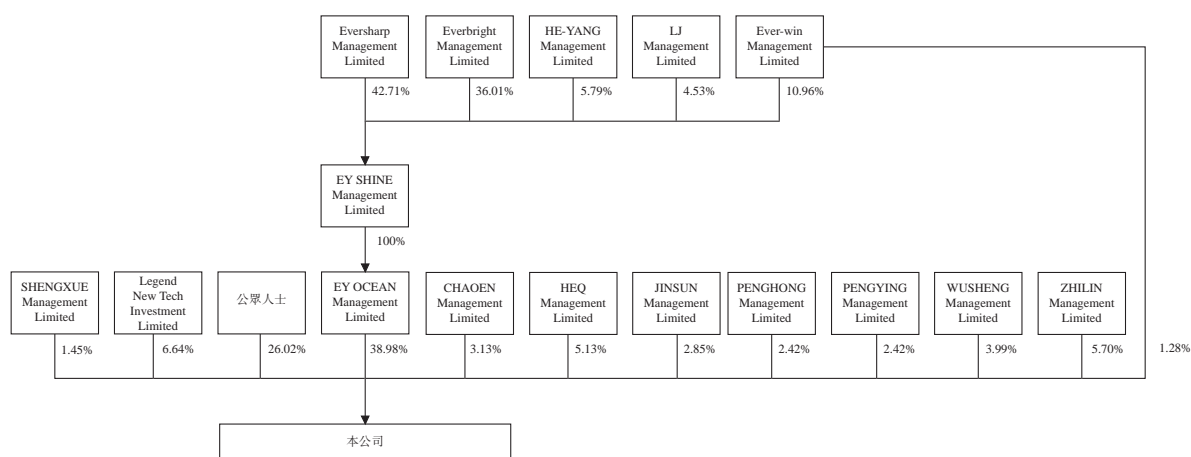 Eversharp
Management
Limited
Everbright
Management
Limited
HE-YANG
Management
Limited
LJ
Management
Limited
Ever-win
Management
Limited
42.71%
36.01%
5.79%
4.53%
10.96%
EY SHINE
Management
Limited
100%
SHENGXUE
Management
Limited
Legend
New Tech
Investment
Limited
公眾人士
EY OCEAN
Management
Limited
CHAOEN
Management
Limited
HEQ
Management
Limited
JINSUN
Management
Limited
PENGHONG
Management
Limited
PENGYING
Management
Limited
WUSHENG
Management
Limited
ZHILIN
Management
Limited
1.45%
6.64%
26.02%
38.98%
3.13%
5.13%
2.85%
2.42%
2.42%
3.99%
5.70%
1.28%
本公司